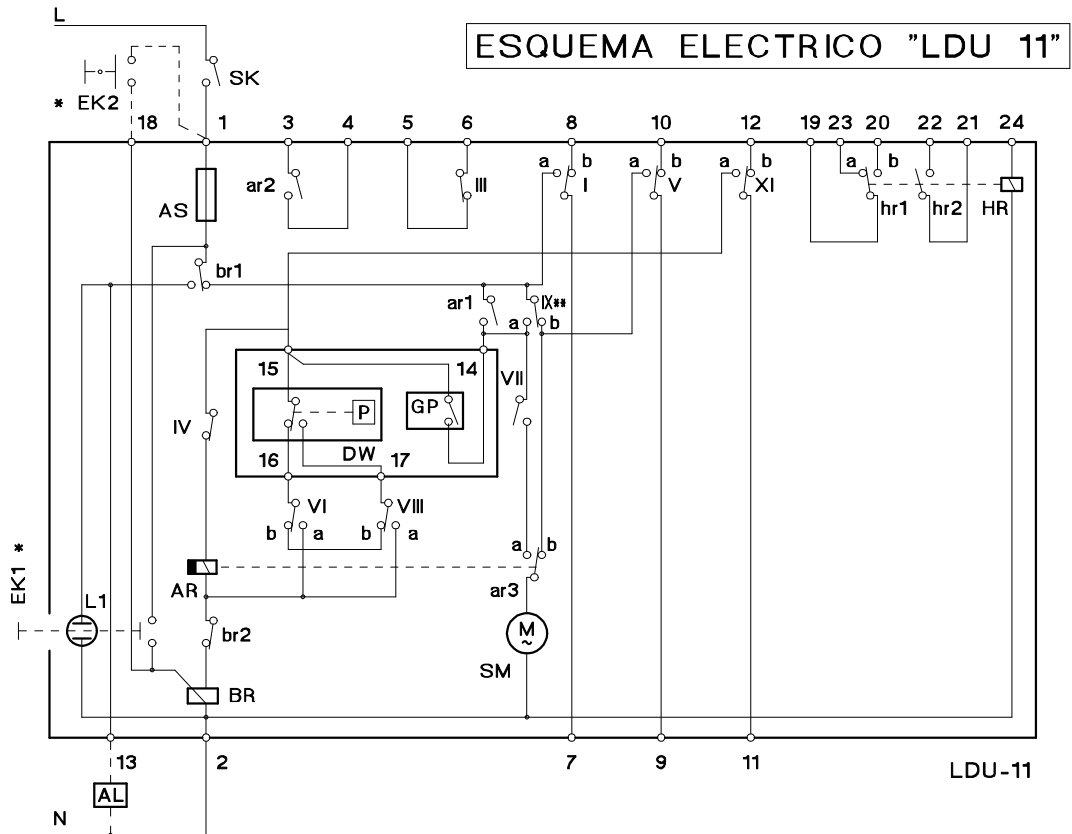 L
ESQUEMA ELECTRICO "LDU 11"
SK
* EK2
18 1 3 4 5 6 8 10 12 19 23 20 22 21 24
a b a b a b a b
ar2 III I V XI
AS hr1 hr2 HR
br1
ar1 IX**
a b
15 14 VII
GP
P
IV
DW
16 17
VI VIII
b a b a
a b
EK1 *
AR ar3
L1
br2 M
~
SM
BR
13 2 7 9 11
LDU-11
AL
N